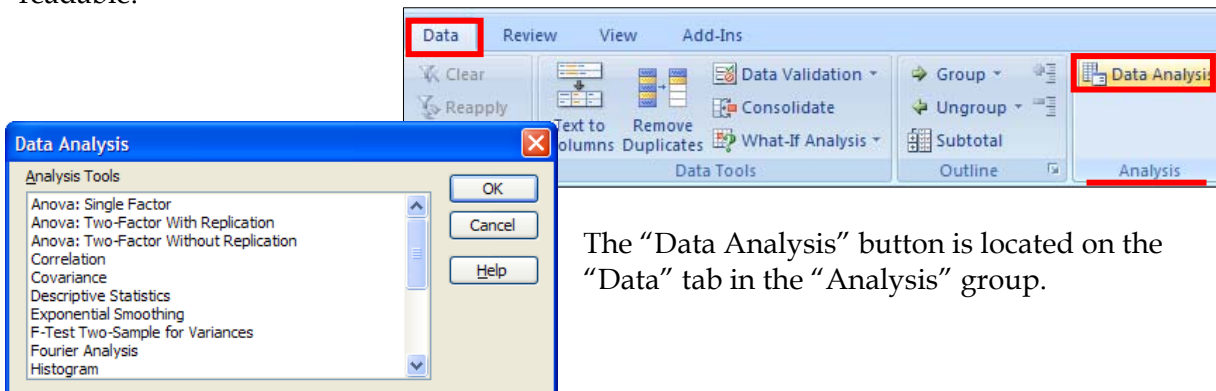 readable.
Data Review View Add-Ins
Clear
Reapply
Text to
Columns
Remove
Duplicates
Data Validation
Consolidate
What-If Analysis
Data Tools
Group
Ungroup
Subtotal
Outline
Data Analysis
Analysis
Data Analysis
Analysis Tools
Anova: Single Factor
Anova: Two-Factor With Replication
Anova: Two-Factor Without Replication
Correlation
Covariance
Descriptive Statistics
Exponential Smoothing
F-Test Two-Sample for Variances
Fourier Analysis
Histogram
OK
Cancel
Help
The “Data Analysis” button is located on the
“Data” tab in the “Analysis” group.